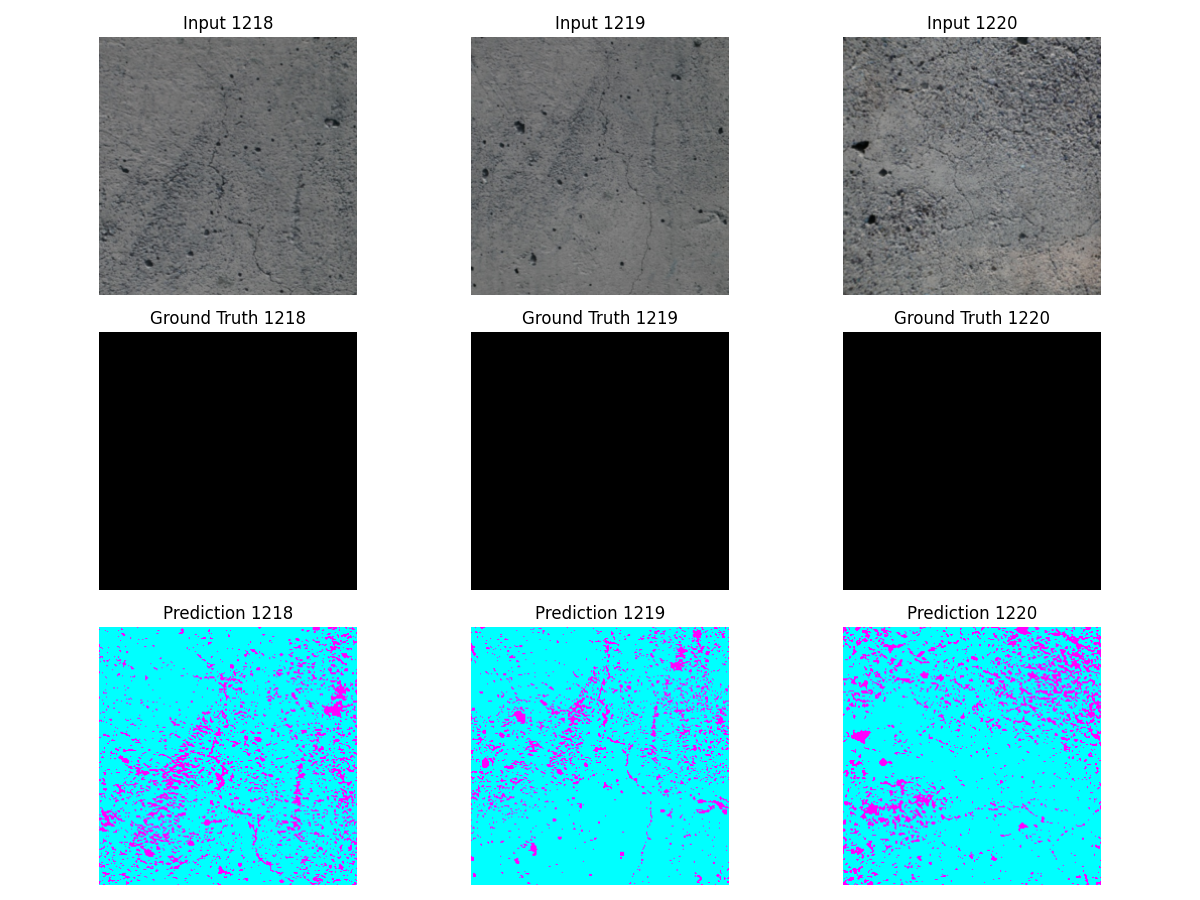 Input 1218
Input 1219
Input 1220
Ground Truth 1218
Ground Truth 1219
Ground Truth 1220
Prediction 1218
Prediction 1219
Prediction 1220